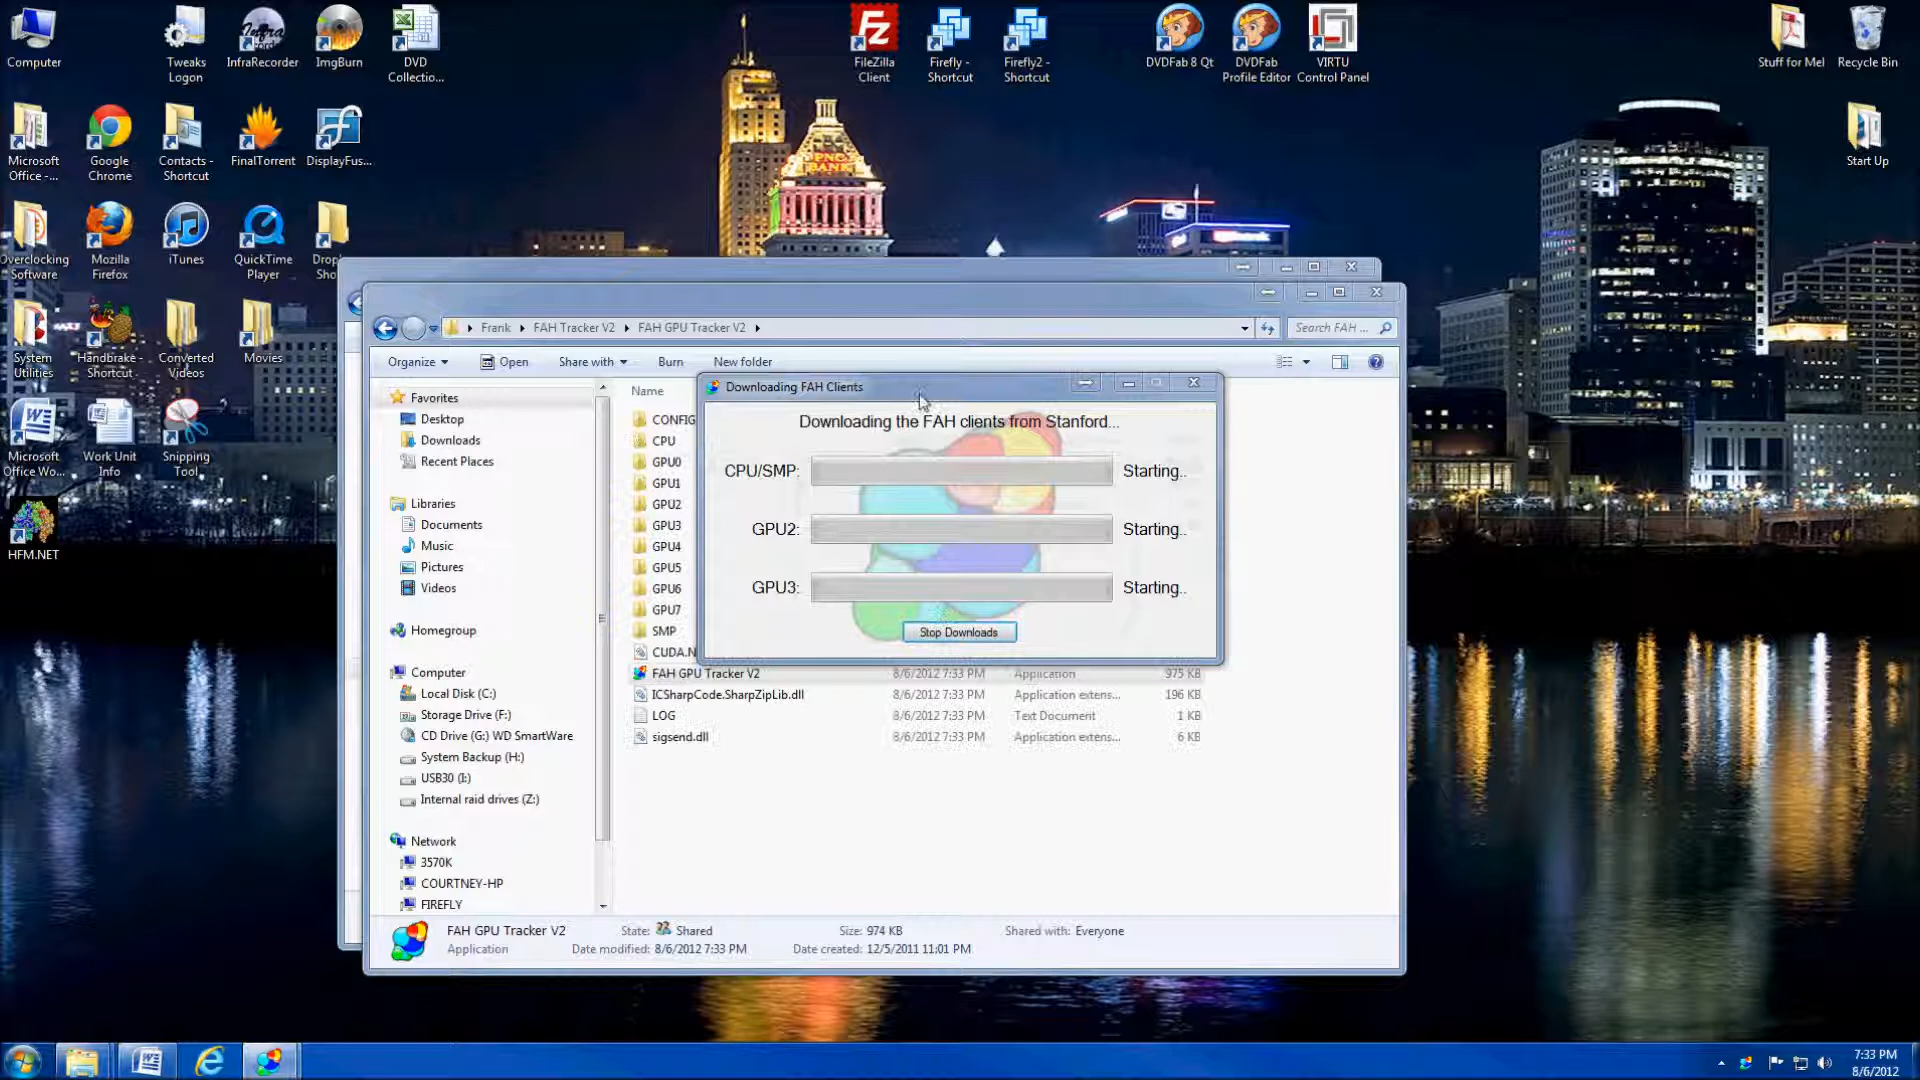 Computer
Tweaks
Logon
InfraRecorder
ImgBurn
DVD
Collectio...
FileZilla
Client
Firefly -
Shortcut
Firefly2 -
Shortcut
DVDFab 8 Qt
DVDFab
Profile Editor
VIRTU
Control Panel
Stuff for Me!
Recycle Bin
Microsoft
Office -...
Google
Chrome
Contacts -
Shortcut
FinalTorrent
DisplayFus...
PNC
BANK
Start Up
Overclocking
Software
Mozilla
Firefox
iTunes
QuickTime
Player
System
Utilities
Handbrake -
Shortcut
Converted
Videos
Movies
Microsoft
Office Wo...
Work Unit
Info
Snipping
Tool
HFM.NET
Frank
FAH Tracker V2
FAH GPU Tracker V2
Search FAH ...
Organize
Open
Share with
Burn
New folder
Favorites
Desktop
Downloads
Recent Places
Libraries
Documents
Music
Pictures
Videos
Homegroup
Computer
Local Disk (C:)
Storage Drive (F:)
CD Drive (G:) WD SmartWare
System Backup (H:)
USB30 (I:)
Internal raid drives (Z:)
Network
3570K
COURTNEY-HP
FIREFLY
Name
CONFIG
CPU
GPU0
GPU1
GPU2
GPU3
GPU4
GPU5
GPU6
GPU7
SMP
FAH GPU Tracker V2 8/6/2012 7:33 PM Application 975 KB
ICSharpCode.SharpZipLib.dll 8/6/2012 7:33 PM Application extens... 196 KB
LOG 8/6/2012 7:33 PM Text Document 1 KB
sigsend.dll 8/6/2012 7:33 PM Application extens... 6 KB
Downloading FAH Clients
Downloading the FAH clients from Stanford...
CPU/SMP: Starting..
GPU2: Starting..
GPU3: Starting..
Stop Downloads
FAH GPU Tracker V2 State: Shared Size: 974 KB Shared with: Everyone
Application Date modified: 8/6/2012 7:33 PM Date created: 12/5/2011 11:01 PM
7:33 PM
8/6/2012